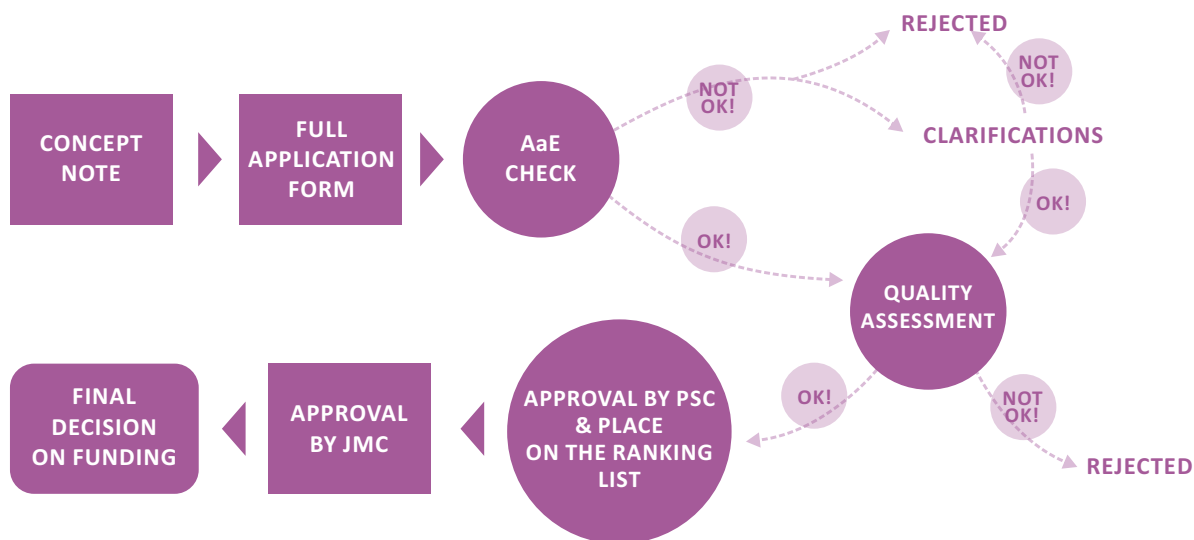 REJECTED
NOT
OK!
NOT
OK!
CONCEPT
NOTE
FULL
APPLICATION
FORM
AaE
CHECK
CLARIFICATIONS
OK!
OK!
QUALITY
ASSESSMENT
FINAL
DECISION
ON FUNDING
APPROVAL
BY JMC
APPROVAL BY PSC
& PLACE
ON THE RANKING
LIST
OK!
NOT
OK!
REJECTED